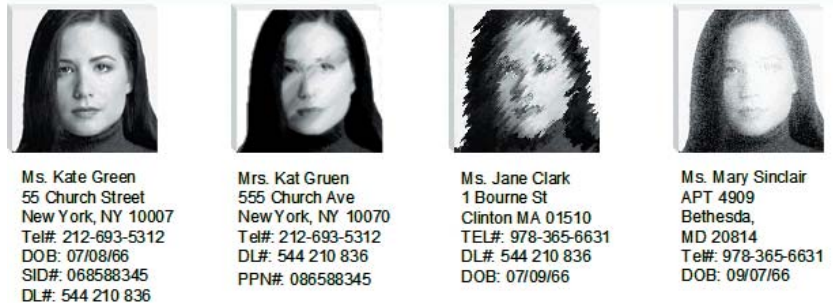 Ms. Kate Green
55 Church Street
New York, NY 10007
Tel#: 212-693-5312
DOB: 07/08/66
SID#: 068588345
DL#: 544 210 836
Mrs. Kat Gruen
555 Church Ave
New York, NY 10070
Tel#: 212-693-5312
DL#: 544 210 836
PPN#: 086588345
Ms. Jane Clark
1 Bourne St
Clinton MA 01510
TEL#: 978-365-6631
DL#: 544 210 836
DOB: 07/09/66
Ms. Mary Sinclair
APT 4909
Bethesda,
MD 20814
Tel#: 978-365-6631
DOB: 09/07/66